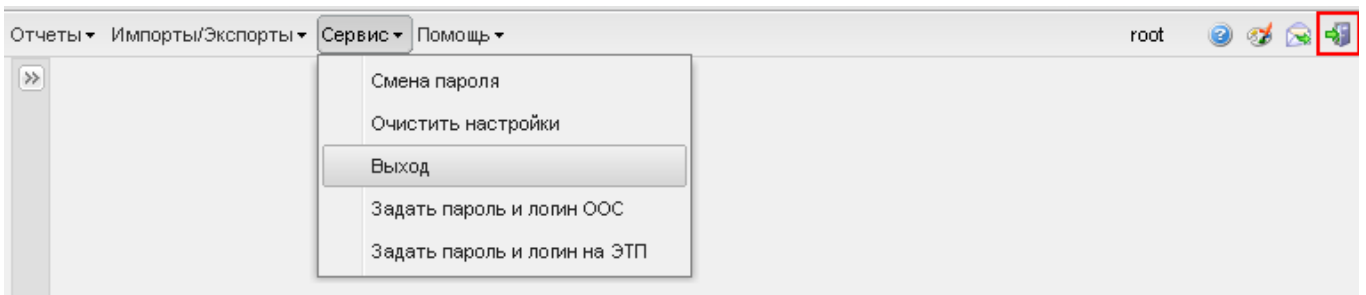 Отчеты Импорты/Экспорты Сервис Помощь root
Смена пароля
Очистить настройки
Выход
Задать пароль и логин ООС
Задать пароль и логин на ЭТП